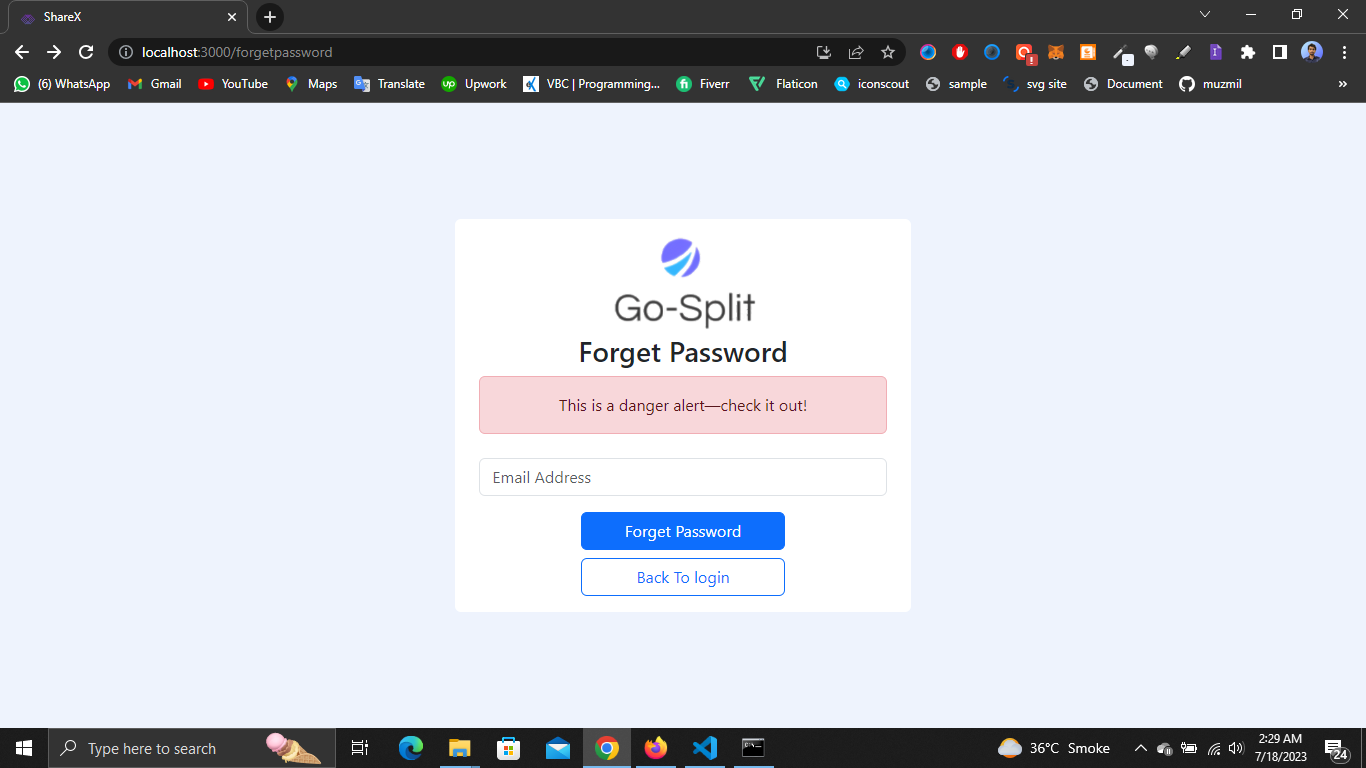 ShareX
localhost:3000/forgetpassword
(6) WhatsApp
Gmail
YouTube
Maps
Translate
Upwork
VBC | Programming...
Fiverr
Flaticon
iconscout
sample
svg site
Document
muzmil
»
Go-Split
Forget Password
This is a danger alert—check it out!
Email Address
Forget Password
Back To login
Type here to search
36°C Smoke
2:29 AM
7/18/2023
24